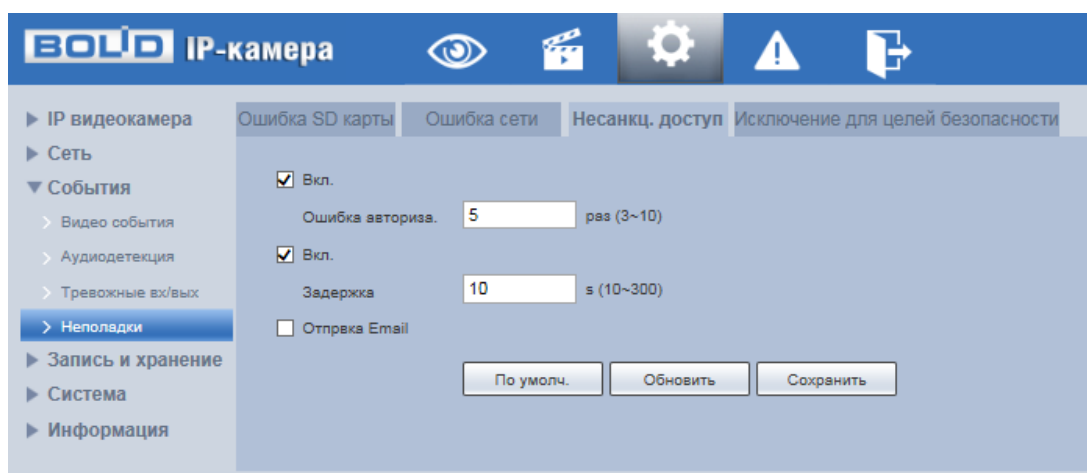 BOLID IP-камера
IP видеокамера
Сеть
События
Видео события
Аудиодетекция
Тревожные вх/вых
Неполадки
Запись и хранение
Система
Информация
Ошибка SD карты Ошибка сети Несанкц. доступ Исключение для целей безопасности
Вкл.
Ошибка авториза. 5 раз (3~10)
Вкл.
Задержка 10 s (10~300)
Отпрвка Email
По умолч. Обновить Сохранить